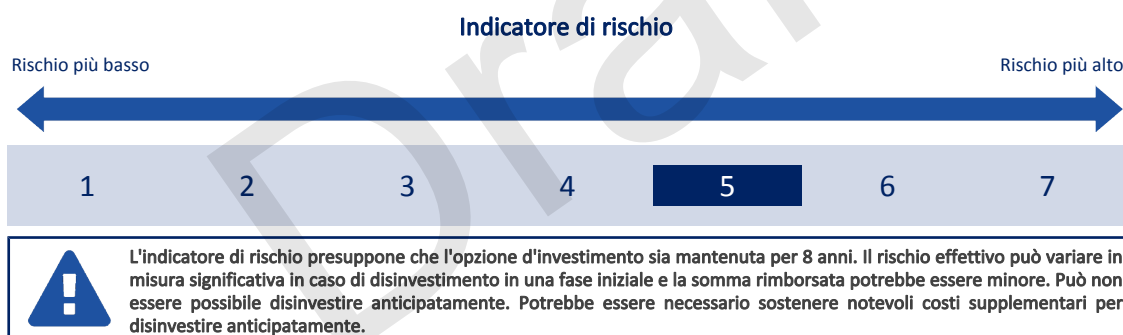 Indicatore di rischio
Rischio più basso
Rischio più alto
1 2 3 4 5 6 7
L'indicatore di rischio presuppone che l'opzione d'investimento sia mantenuta per 8 anni. Il rischio effettivo può variare in
misura significativa in caso di disinvestimento in una fase iniziale e la somma rimborsata potrebbe essere minore. Può non
essere possibile disinvestire anticipatamente. Potrebbe essere necessario sostenere notevoli costi supplementari per
disinvestire anticipatamente.